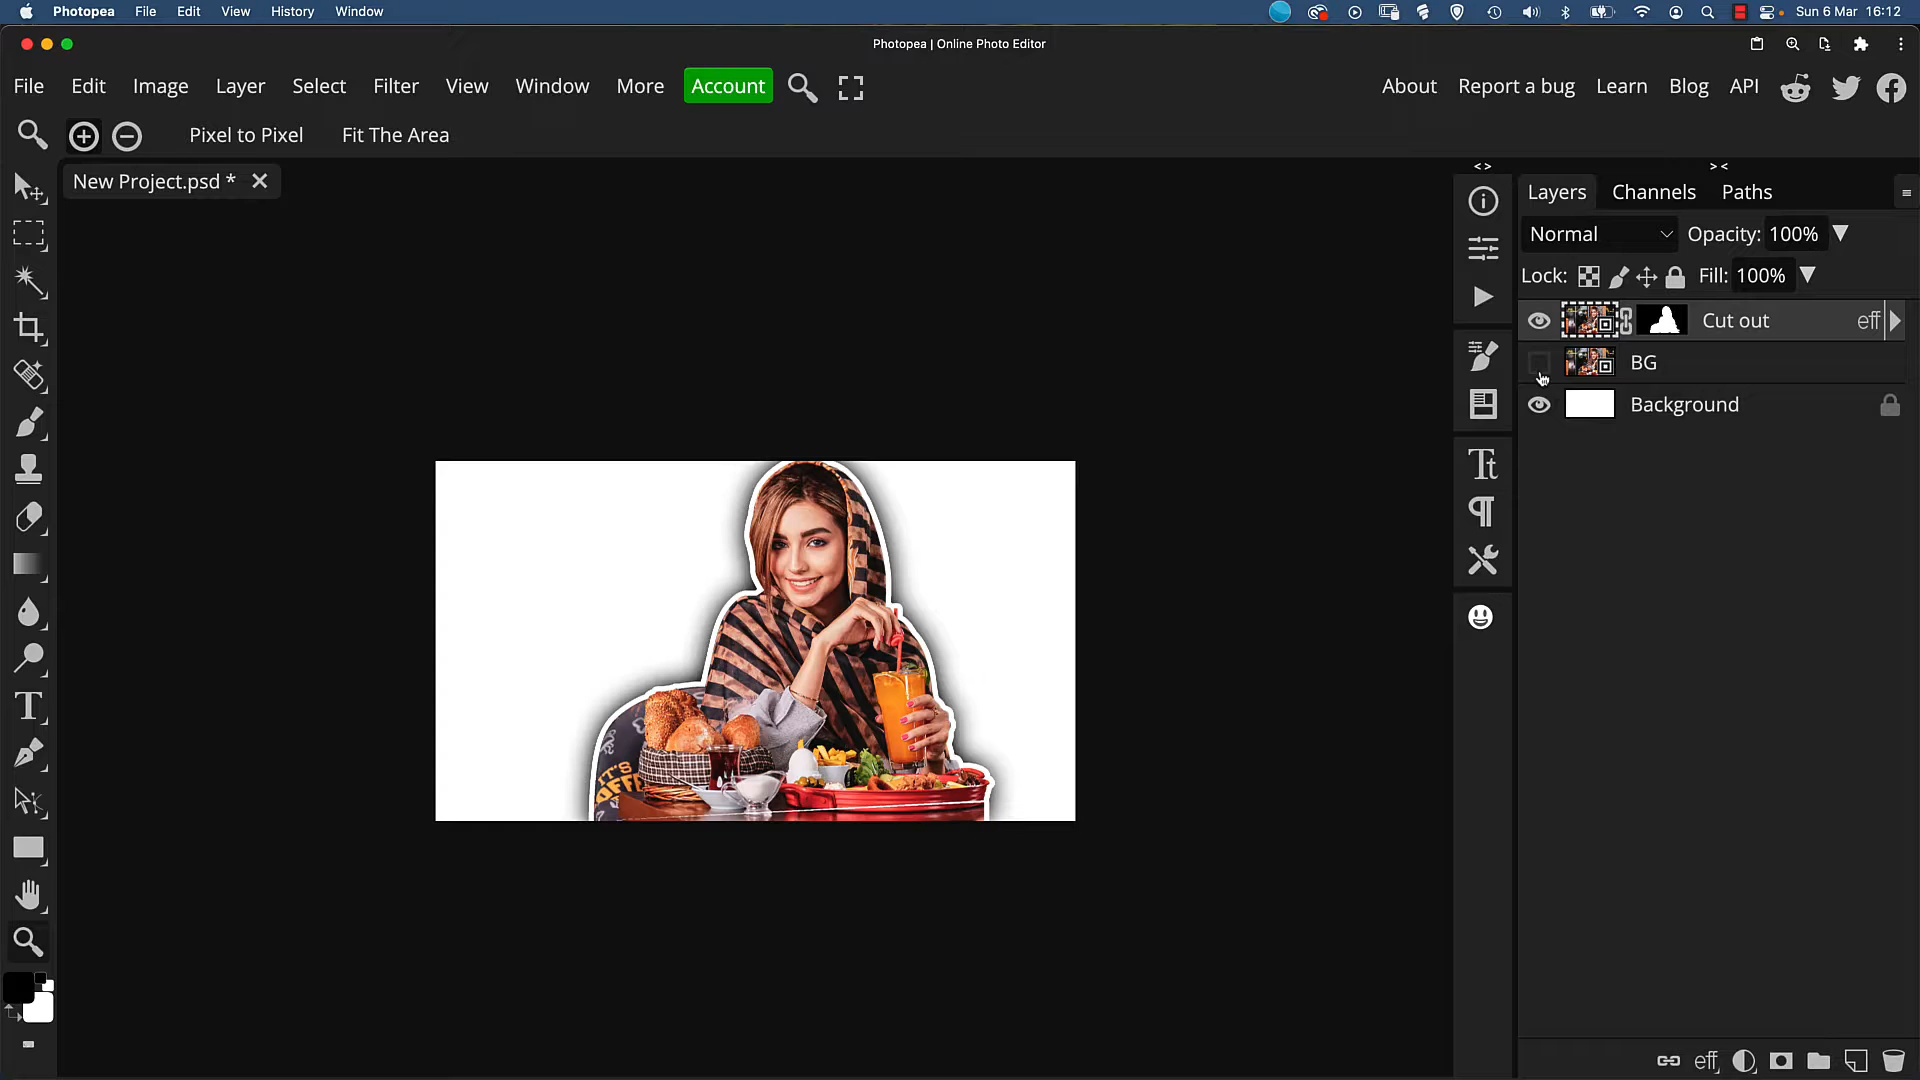 Photopea File Edit View History Window
Sun 6 Mar 16:12
Photopea | Online Photo Editor
File Edit Image Layer Select Filter View Window More Account
About Report a bug Learn Blog API
Pixel to Pixel Fit The Area
New Project.psd *
< >
> <
Layers Channels Paths
Normal Opacity: 100%
Lock: Fill: 100%
Cut out eff
BG
Background
IT'S
COFFE
eff